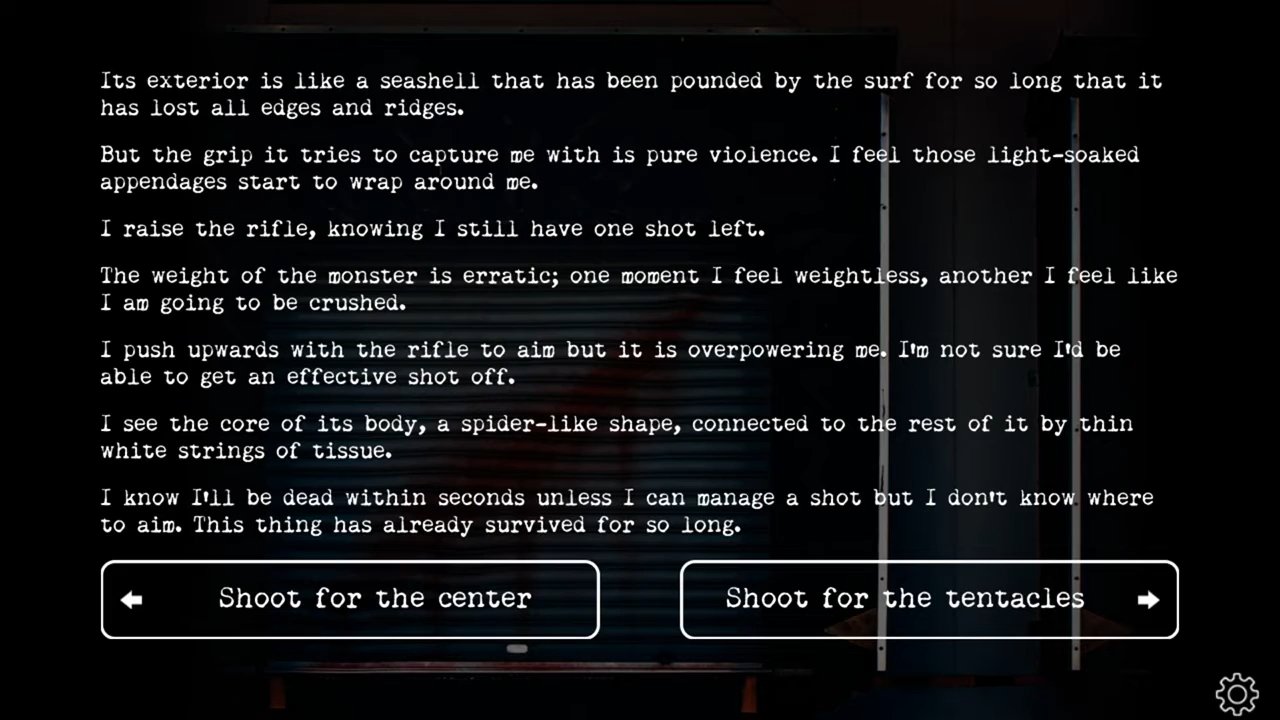 Its exterior is like a seashell that has been pounded by the surf for so long that it
has lost all edges and ridges.
But the grip it tries to capture me with is pure violence. I feel those light-soaked
appendages start to wrap around me.
I raise the rifle, knowing I still have one shot left.
The weight of the monster is erratic; one moment I feel weightless, another I feel like
I am going to be crushed.
I push upwards with the rifle to aim but it is overpowering me. I'm not sure I'd be
able to get an effective shot off.
I see the core of its body, a spider-like shape, connected to the rest of it by thin
white strings of tissue.
I know I'll be dead within seconds unless I can manage a shot but I don't know where
to aim. This thing has already survived for so long.
Shoot for the center
Shoot for the tentacles